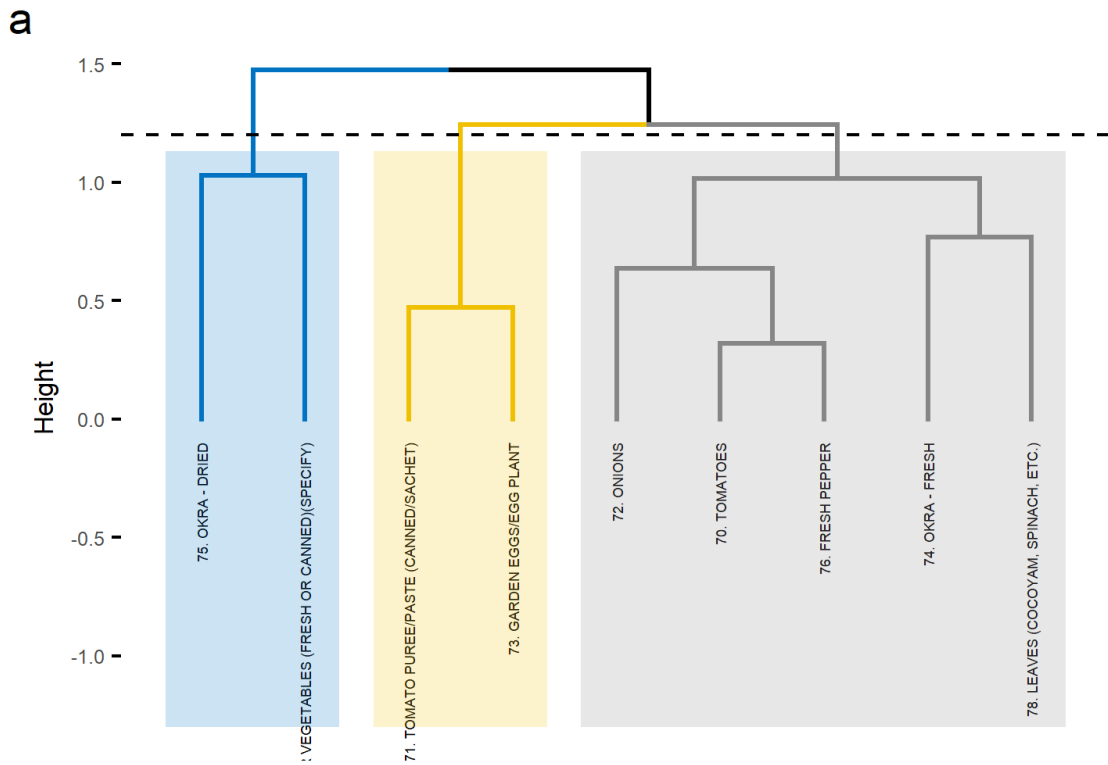 a
1.5
1.0
0.5
0.0
-0.5
-1.0
Height
75. OKRA - DRIED
VEGETABLES (FRESH OR CANNED)(SPECIFY)
71. TOMATO PUREE/PASTE (CANNED/SACHET)
73. GARDEN EGGS/EGG PLANT
72. ONIONS
70. TOMATOES
76. FRESH PEPPER
74. OKRA - FRESH
78. LEAVES (COCOYAM, SPINACH, ETC.)